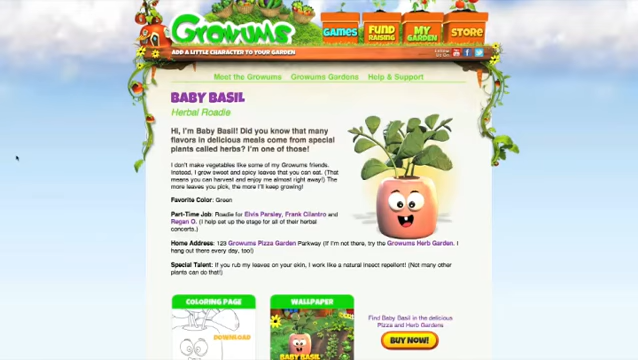 Growums
GAMES
FUND RAISING
MY GARDEN
STORE
ADD A LITTLE CHARACTER TO YOUR GARDEN
Meet the Growums Growums Gardens Help & Support
BABY BASIL
Herbal Roadie
Hi, I'm Baby Basil! Did you know that many
flavors in delicious meals come from special
plants called herbs? I'm one of those!
I don't make vegetables like some of my Growums friends.
Instead, I grow sweet and spicy leaves that you can eat. (That
means you can harvest and enjoy me almost right away!) The
more leaves you pick, the more I'll keep growing!
Favorite Color: Green
Part-Time Job: Roadie for Elvis Parsley, Frank Cilantro and
Regan O. (I help set up the stage for all of their herbal
concerts.)
Home Address: 123 Growums Pizza Garden Parkway (If I'm not there, try the Growums Herb Garden. I
hang out there every day, too!)
Special Talent: If you rub my leaves on your skin, I work like a natural insect repellent! (Not many other
plants can do that!)
COLORING PAGE
DOWNLOAD
WALLPAPER
BABY BASIL
Find Baby Basil in the delicious
Pizza and Herb Gardens
BUY NOW!